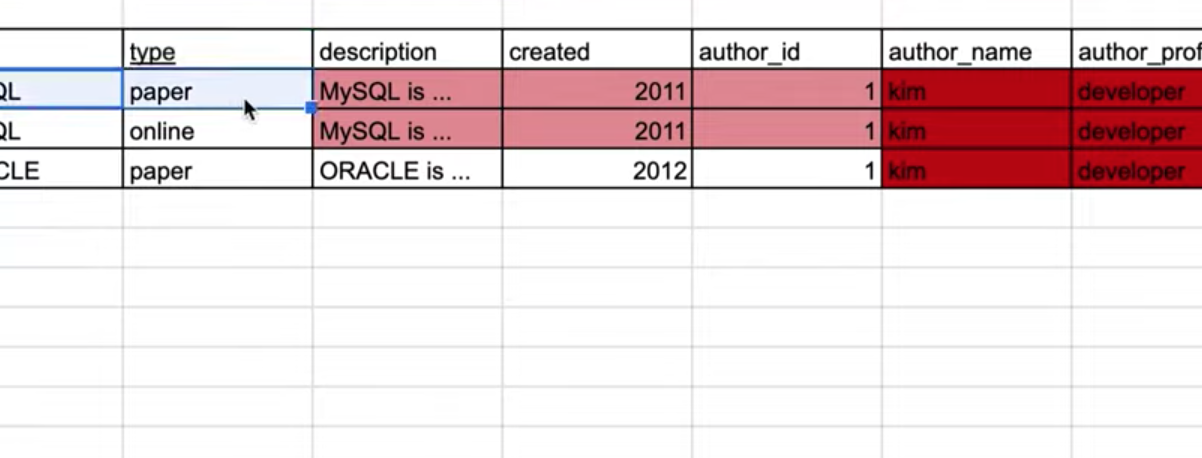 type description created author_id author_name author_prof
QL paper MySQL is ... 2011 1 kim developer
QL online MySQL is ... 2011 1 kim developer
CLE paper ORACLE is ... 2012 1 kim developer